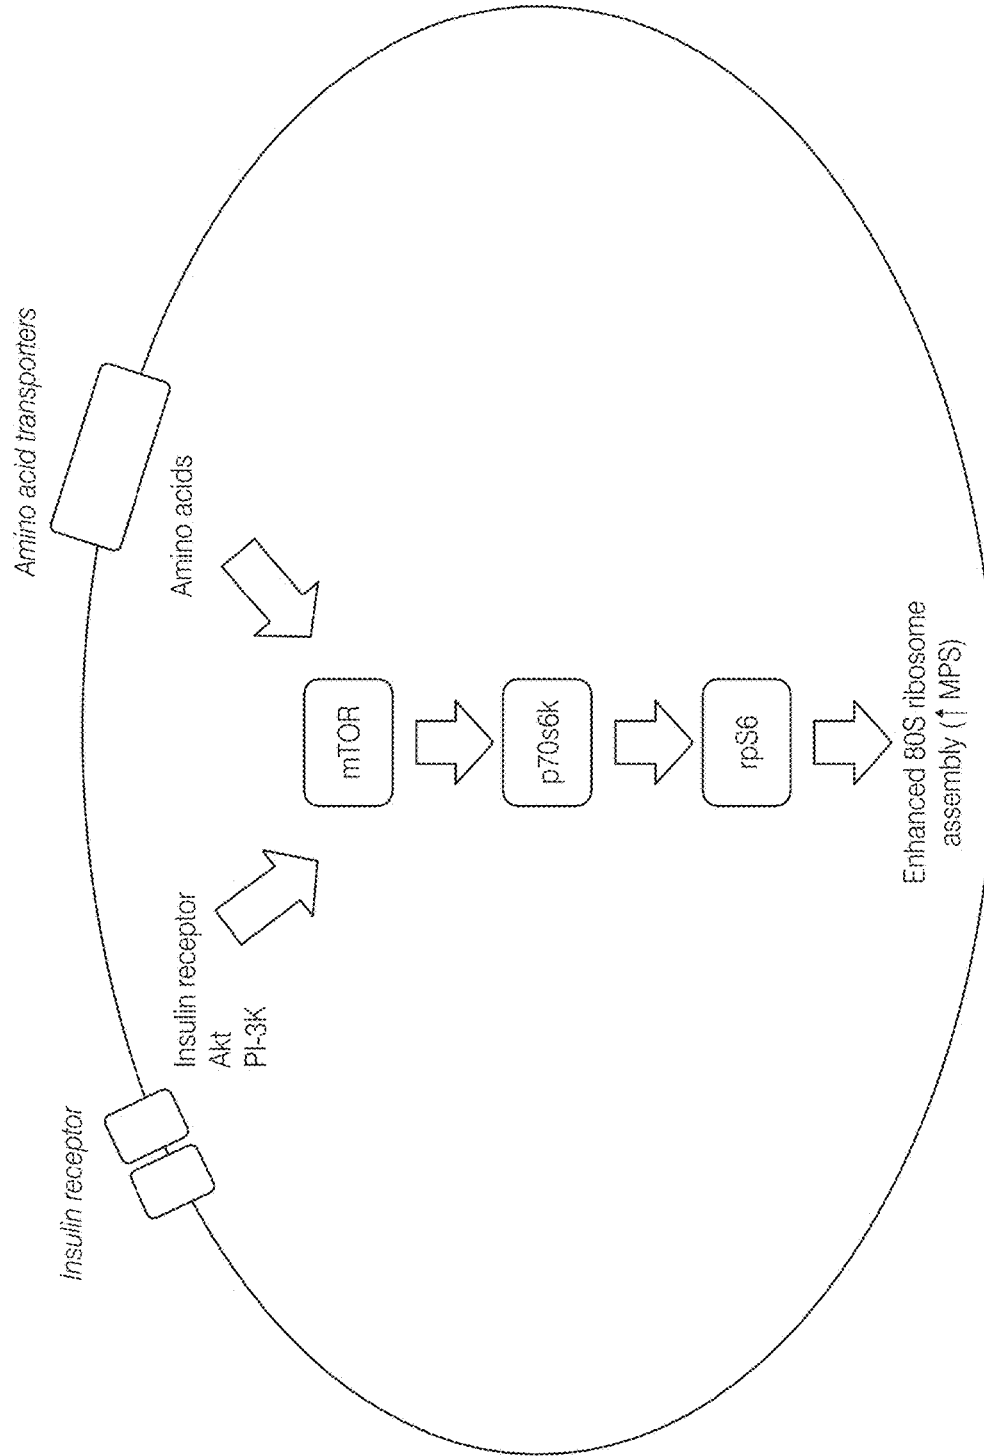 Insulin receptor
Amino acid transporters
Insulin receptor
Akt
PI-3K
Amino acids
mTOR
p70s6k
rpS6
Enhanced 80S ribosome
assembly (↑ MPS)